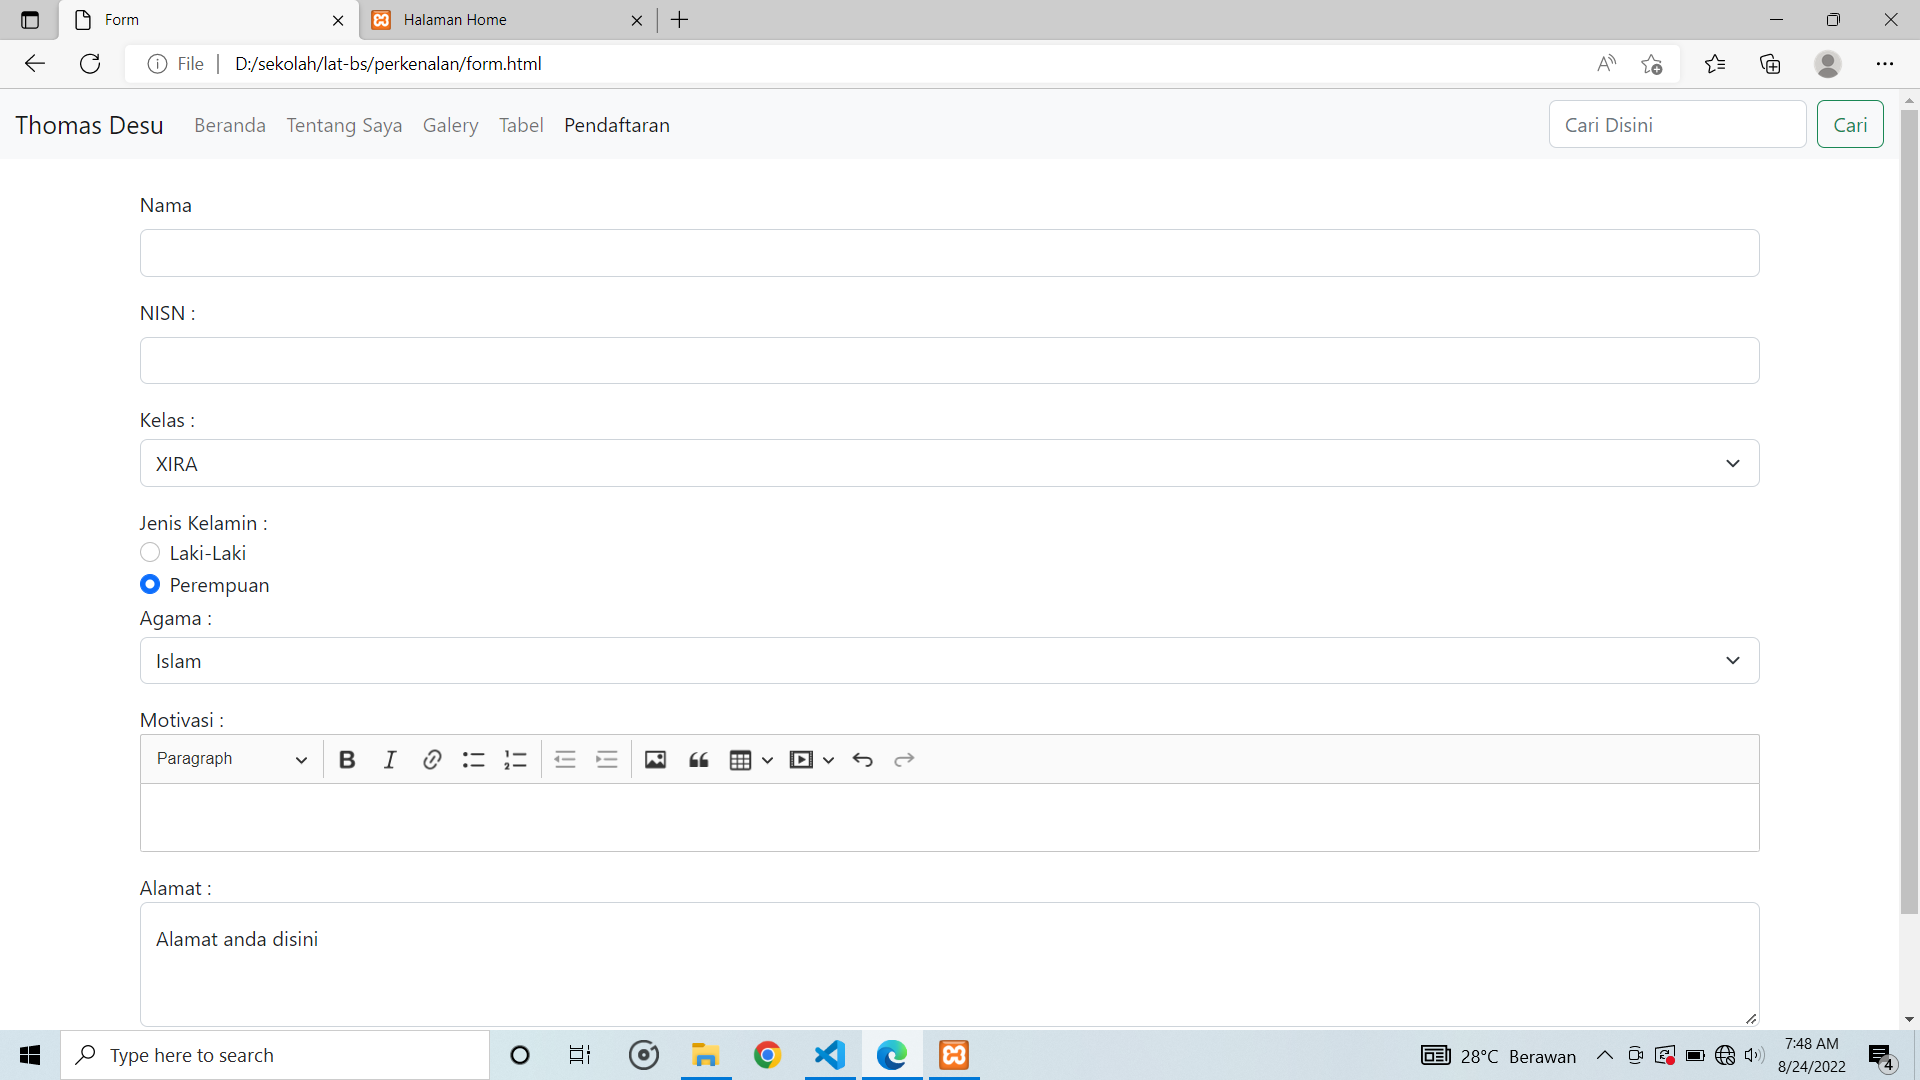 Form
Halaman Home
File
D:/sekolah/lat-bs/perkenalan/form.html
Thomas Desu
Beranda
Tentang Saya
Galery
Tabel
Pendaftaran
Cari Disini
Cari
Nama
NISN :
Kelas :
XIRA
Jenis Kelamin :
Laki-Laki
Perempuan
Agama :
Islam
Motivasi :
Paragraph
Alamat :
Alamat anda disini
Type here to search
28°C Berawan
7:48 AM
8/24/2022
4